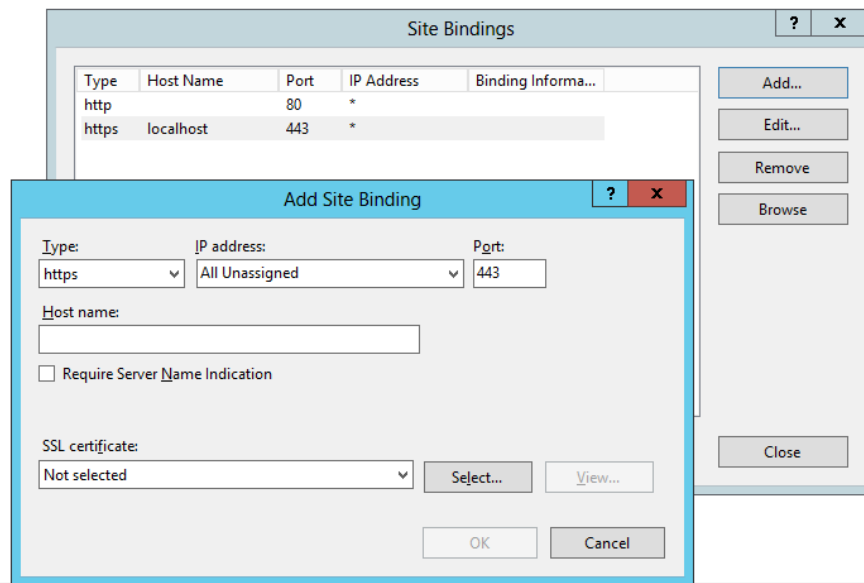 Site Bindings
? x
Type Host Name Port IP Address Binding Informa...
http 80 *
https localhost 443 *
Add...
Edit...
Remove
Browse
Close
Add Site Binding
? x
Type: IP address: Port:
https All Unassigned 443
Host name:
Require Server Name Indication
SSL certificate:
Not selected Select... View...
OK Cancel